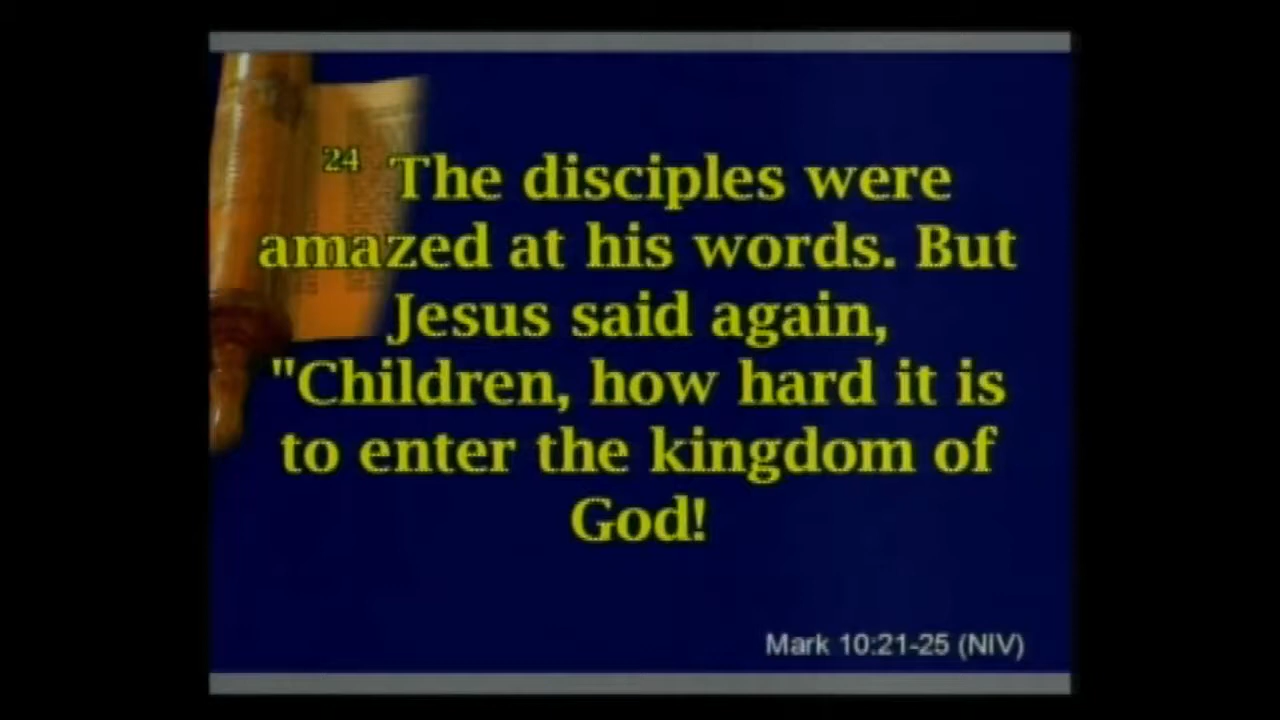 24 The disciples were
amazed at his words. But
Jesus said again,
"Children, how hard it is
to enter the kingdom of
God!
Mark 10:21-25 (NIV)